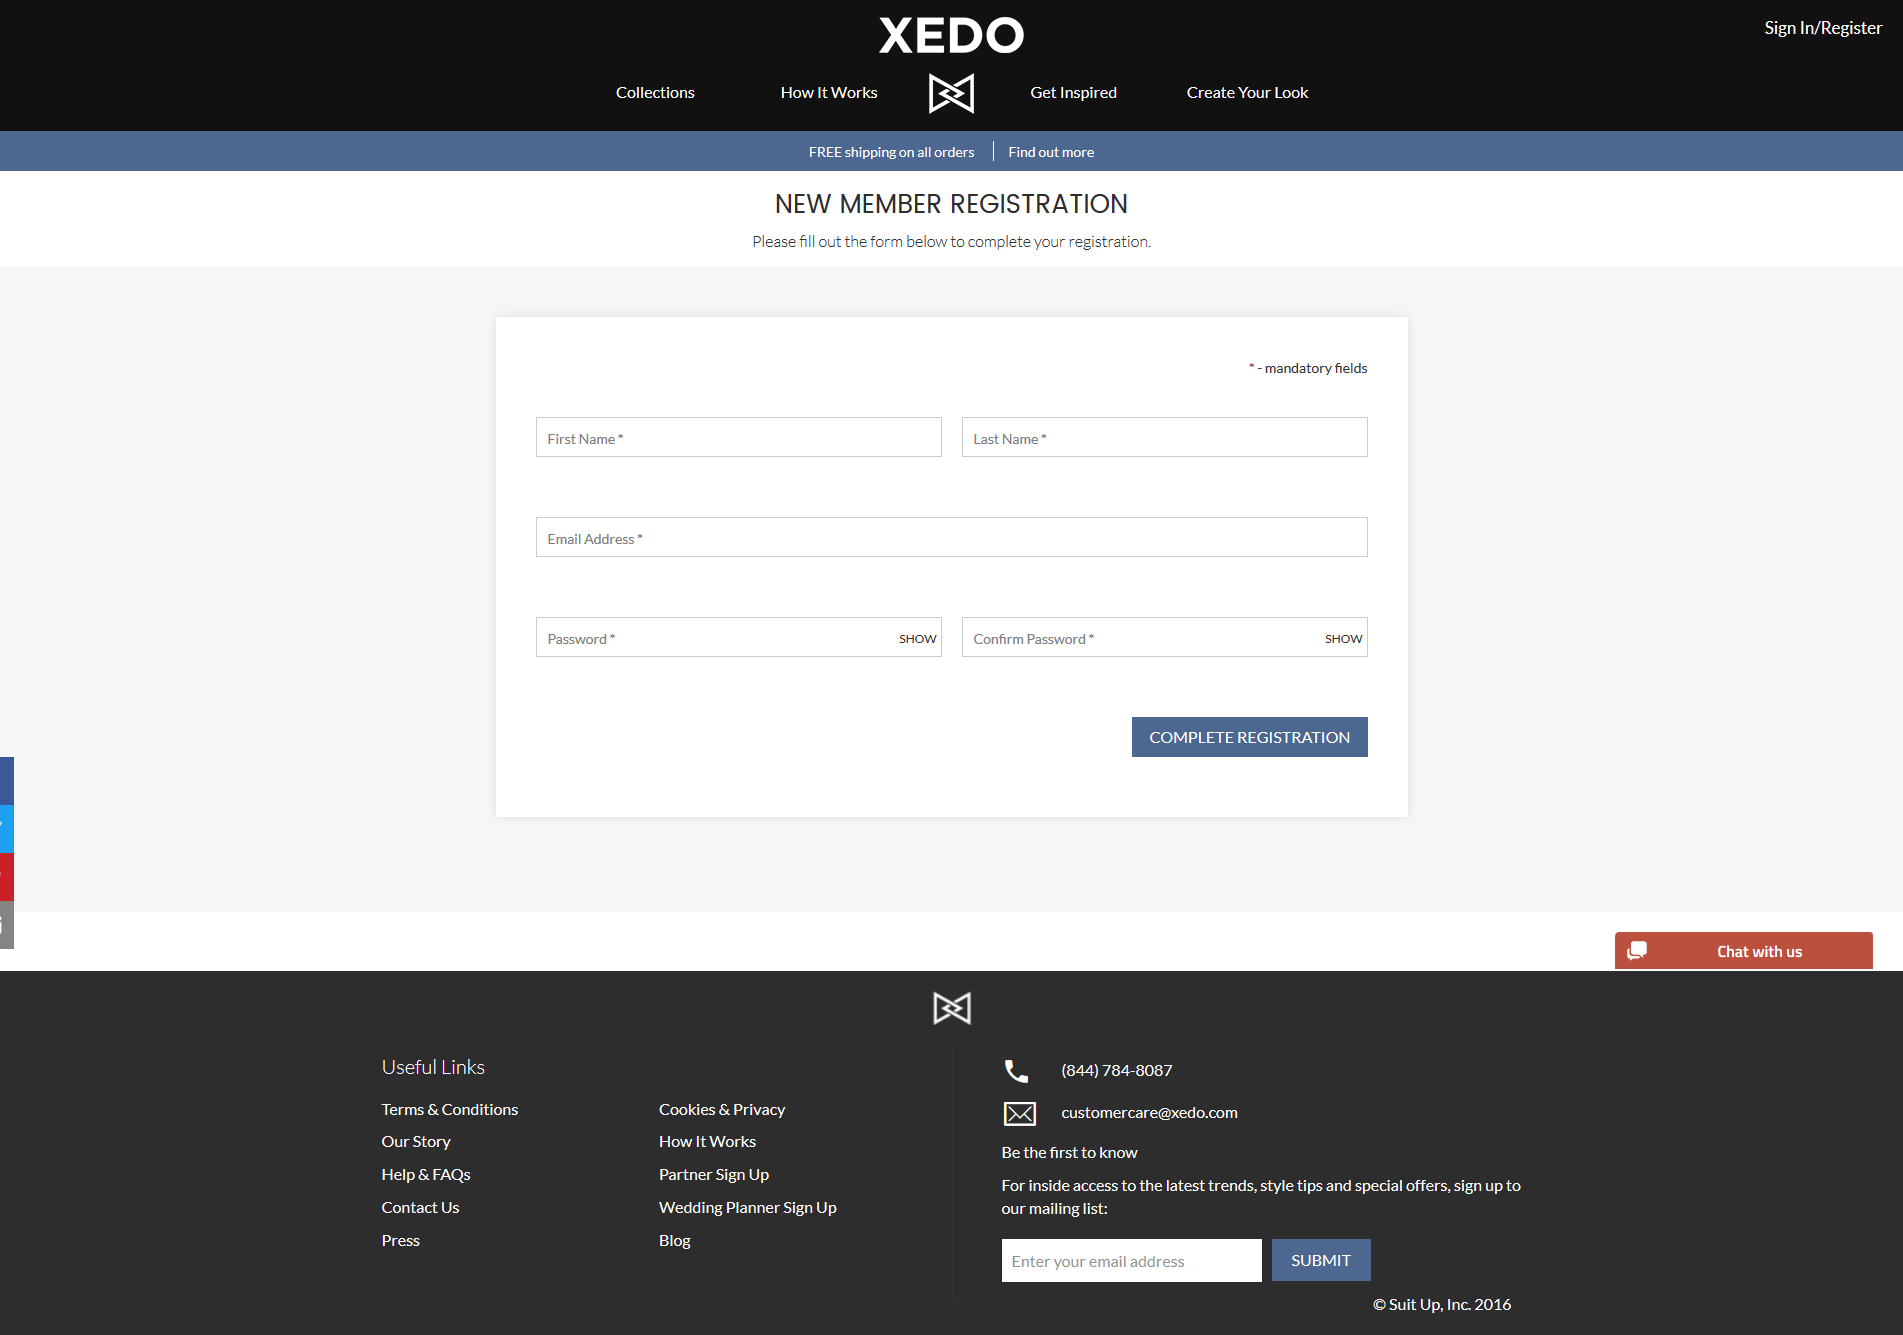 XEDO
Sign In/Register
Collections
How It Works
Get Inspired
Create Your Look
FREE shipping on all orders
Find out more
NEW MEMBER REGISTRATION
Please fill out the form below to complete your registration.
* - mandatory fields
First Name *
Last Name *
Email Address *
Password *
SHOW
Confirm Password *
SHOW
COMPLETE REGISTRATION
Chat with us
Useful Links
Terms & Conditions
Our Story
Help & FAQs
Contact Us
Press
Cookies & Privacy
How It Works
Partner Sign Up
Wedding Planner Sign Up
Blog
(844) 784-8087
customercare@xedo.com
Be the first to know
For inside access to the latest trends, style tips and special offers, sign up to
our mailing list:
Enter your email address
SUBMIT
© Suit Up, Inc. 2016